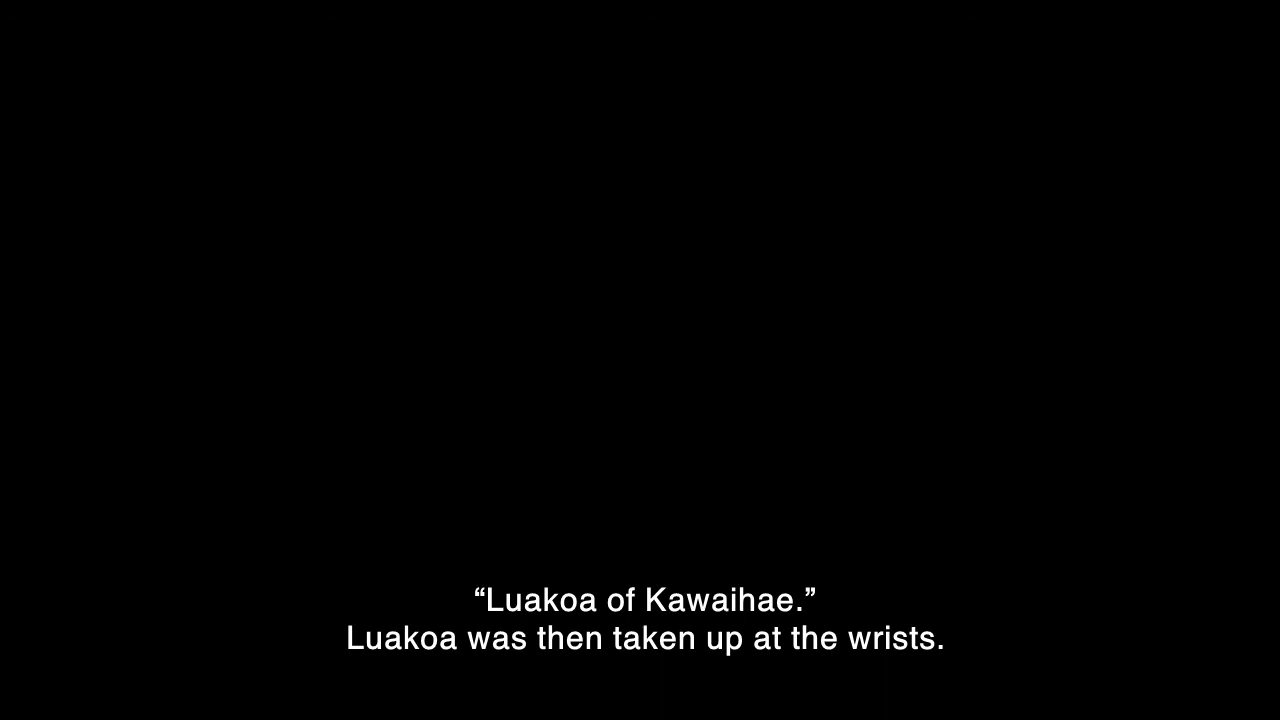 “Luakoa of Kawaihae.”
Luakoa was then taken up at the wrists.